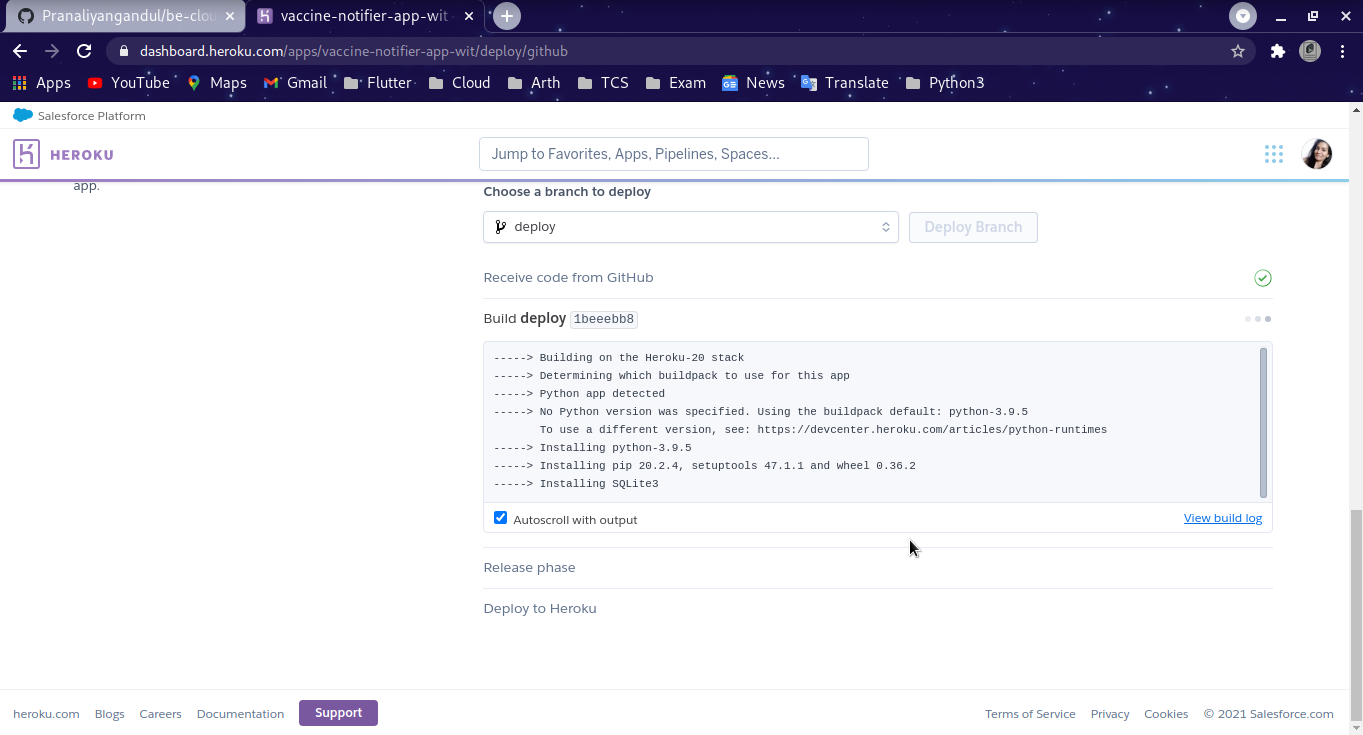 Pranaliyangandul/be-clou
vaccine-notifier-app-wit
dashboard.heroku.com/apps/vaccine-notifier-app-wit/deploy/github
Apps YouTube Maps Gmail Flutter Cloud Arth TCS Exam News Translate Python3
Salesforce Platform
HEROKU
Jump to Favorites, Apps, Pipelines, Spaces...
app.
Choose a branch to deploy
deploy
Deploy Branch
Receive code from GitHub
Build deploy 1beeebb8
-----> Building on the Heroku-20 stack
-----> Determining which buildpack to use for this app
-----> Python app detected
-----> No Python version was specified. Using the buildpack default: python-3.9.5
To use a different version, see: https://devcenter.heroku.com/articles/python-runtimes
-----> Installing python-3.9.5
-----> Installing pip 20.2.4, setuptools 47.1.1 and wheel 0.36.2
-----> Installing SQLite3
Autoscroll with output
View build log
Release phase
Deploy to Heroku
heroku.com Blogs Careers Documentation Support Terms of Service Privacy Cookies © 2021 Salesforce.com